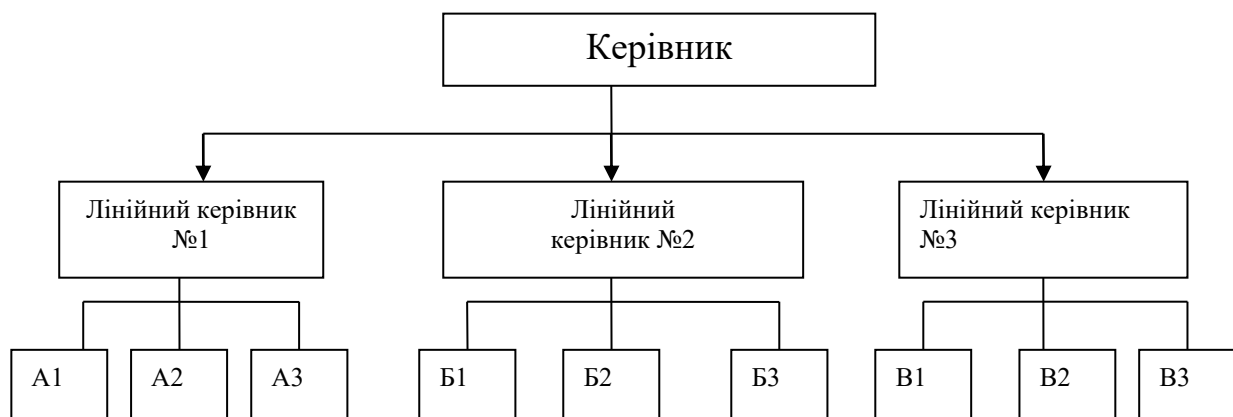 Керівник
Лінійний керівник
№1
Лінійний
керівник №2
Лінійний керівник
№3
А1
А2
А3
Б1
Б2
Б3
В1
В2
В3